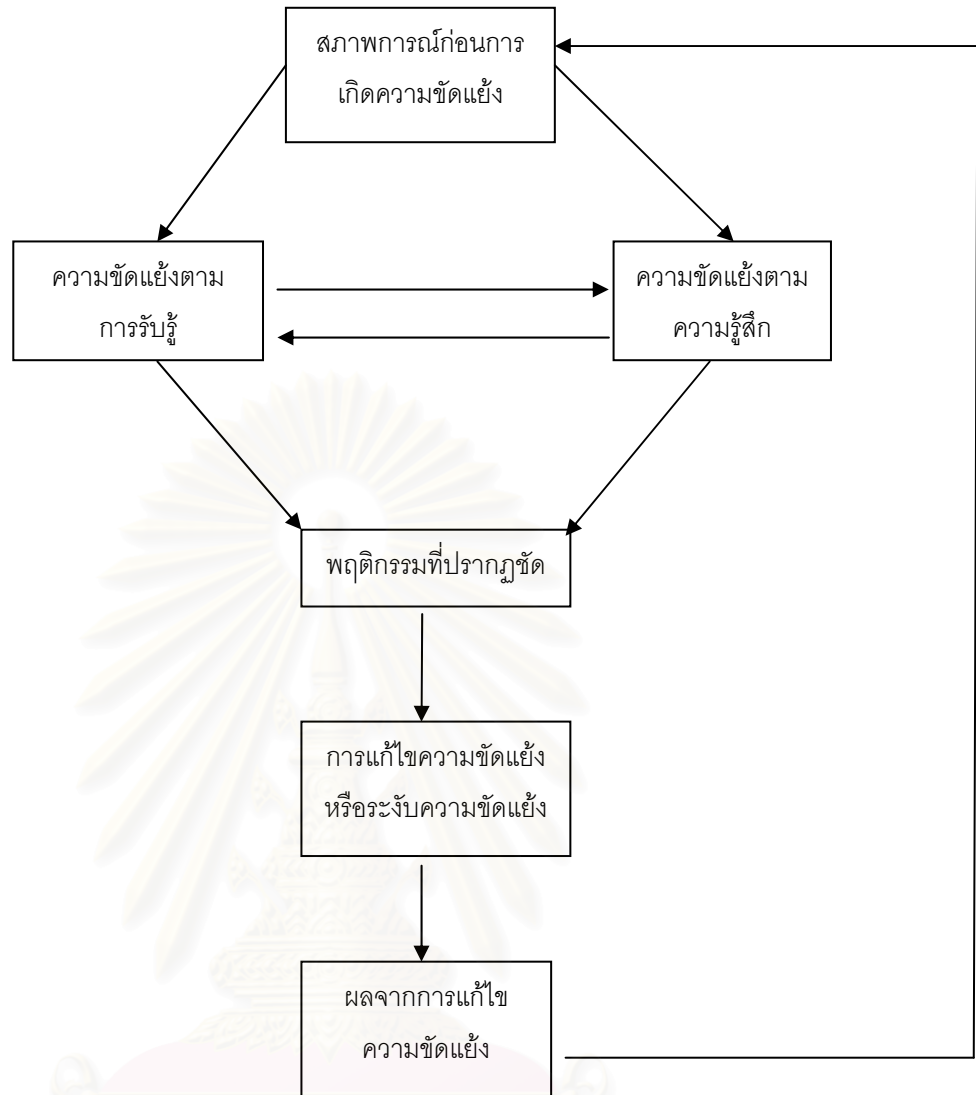 สภาพการณ์ก่อนการ
เกิดความขัดแย้ง
ความขัดแย้งตาม
การรับรู้
ความขัดแย้งตาม
ความรู้สึก
พฤติกรรมที่ปรากฏชัด
การแก้ไขความขัดแย้ง
หรือระงับความขัดแย้ง
ผลจากการแก้ไข
ความขัดแย้ง